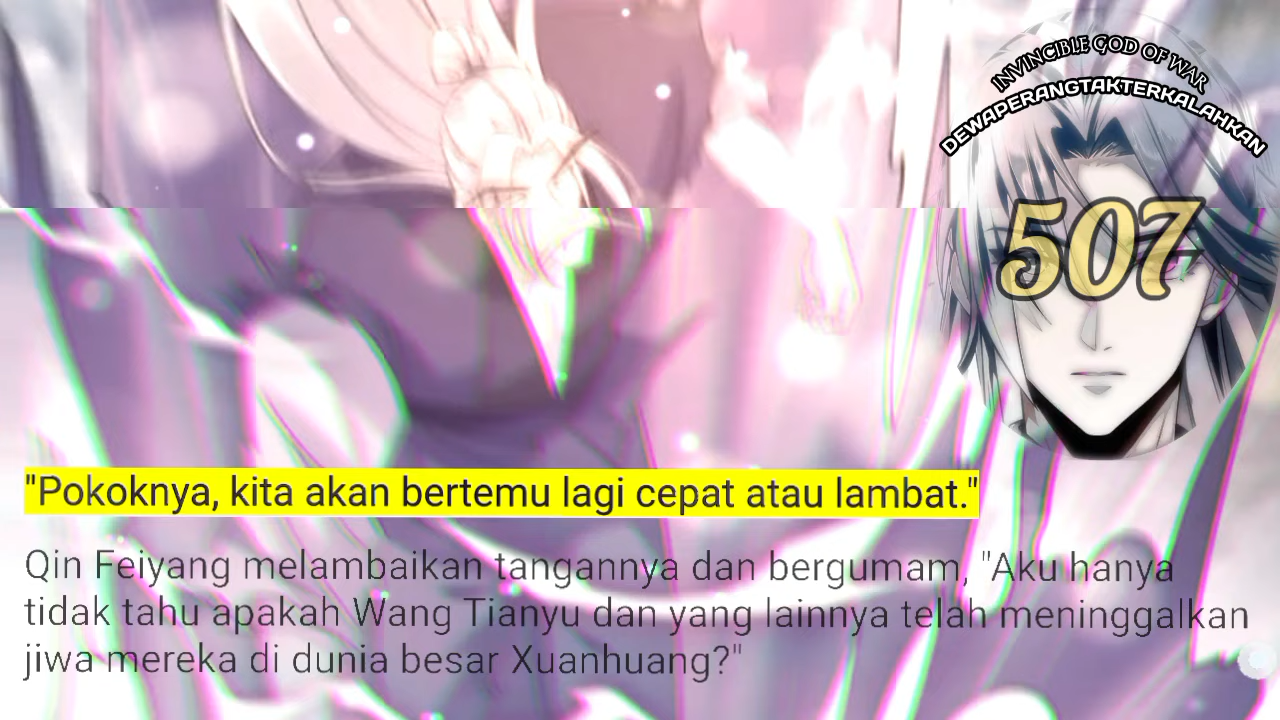 INVINCIBLE GOD OF WAR
DEWAPERANGTAKTERKALAHKAN
507
"Pokoknya, kita akan bertemu lagi cepat atau lambat."
Qin Feiyang melambaikan tangannya dan bergumam, "Aku hanya
tidak tahu apakah Wang Tianyu dan yang lainnya telah meninggalkan
jiwa mereka di dunia besar Xuanhuang?"